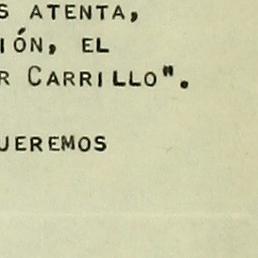 S ATENTA,
IÓN, EL
R CARRILLO".
UEREMOS